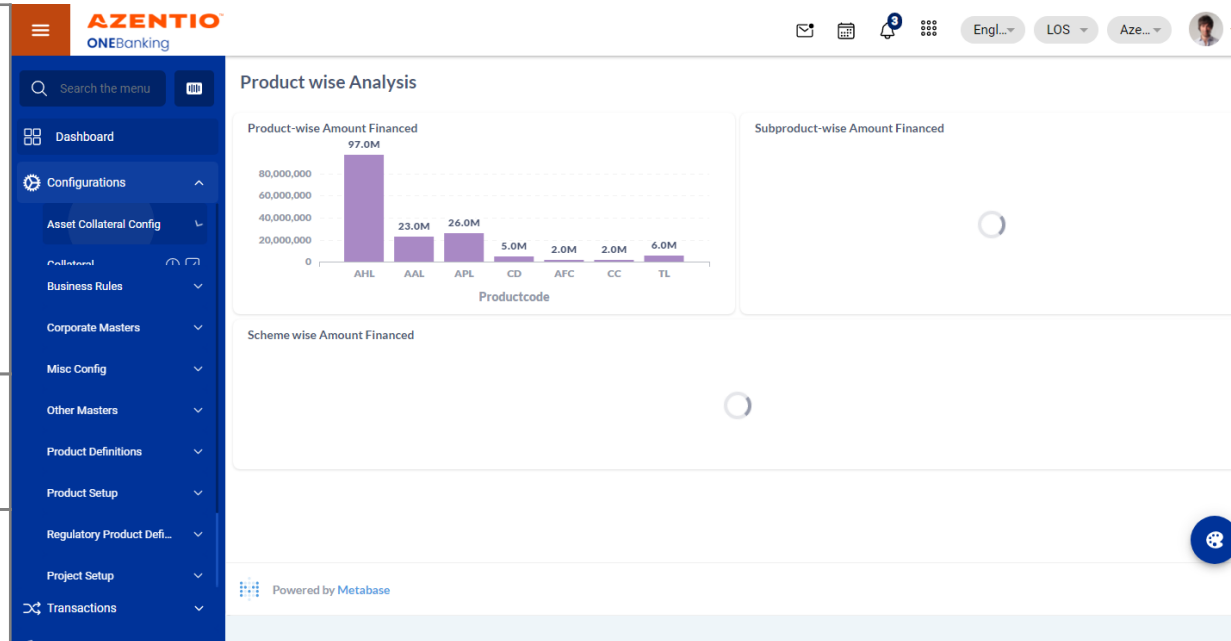 AZENTIO
ONEBanking
3
Engl...
LOS
Aze...
Search the menu
Dashboard
Configurations
Asset Collateral Config
Collateral
Business Rules
Corporate Masters
Misc Config
Other Masters
Product Definitions
Product Setup
Regulatory Product Defi...
Project Setup
Transactions
Product wise Analysis
Product-wise Amount Financed
97.0M
80,000,000
60,000,000
40,000,000
20,000,000
0
23.0M
26.0M
5.0M
2.0M
2.0M
6.0M
AHL AAL APL CD AFC CC TL
Productcode
Subproduct-wise Amount Financed
Scheme wise Amount Financed
Powered by Metabase